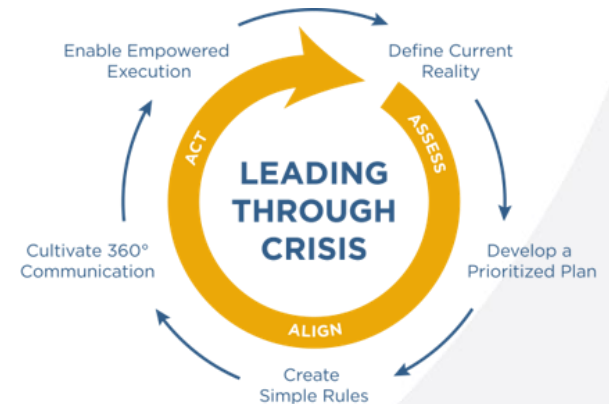 Enable Empowered
Execution
Define Current
Reality
ACT
ASSESS
LEADING
THROUGH
CRISIS
Cultivate 360°
Communication
Develop a
Prioritized Plan
ALIGN
Create
Simple Rules